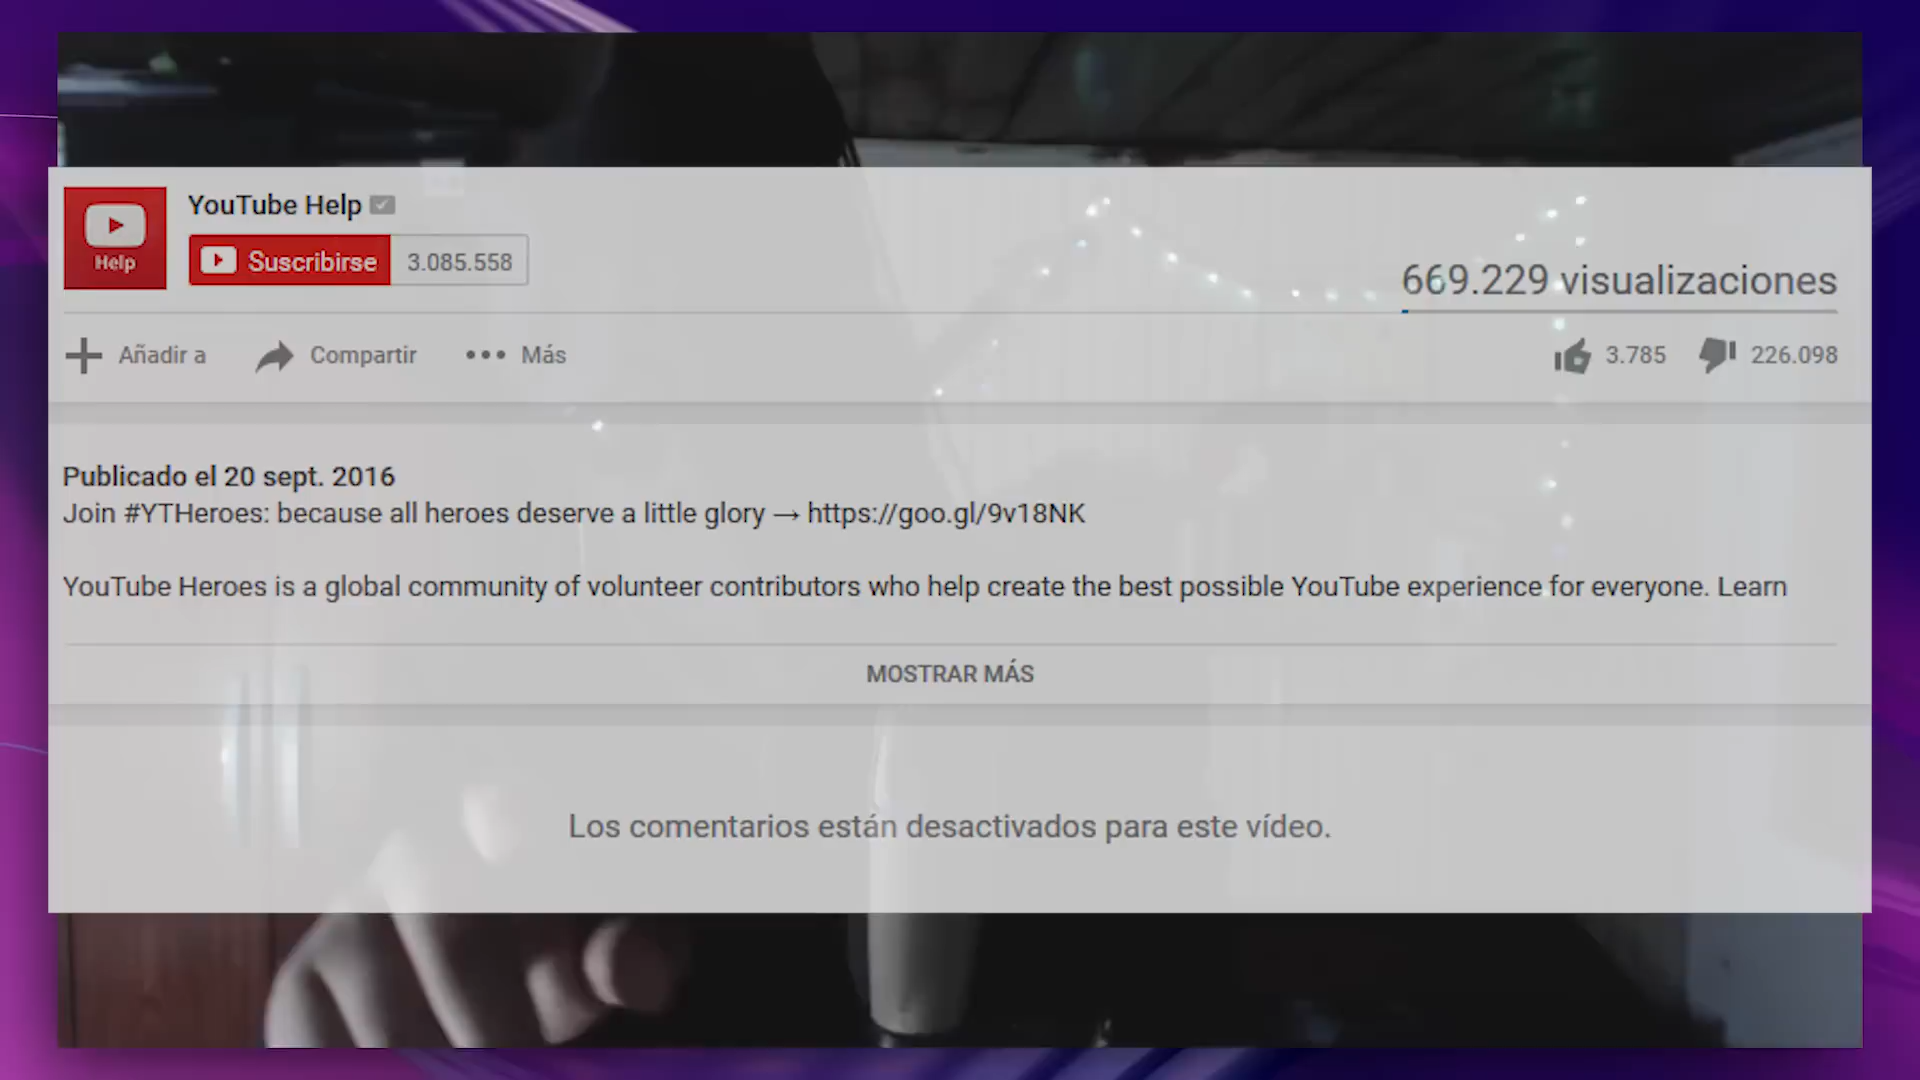 YouTube Help
Help
Suscribirse 3.085.558
669.229 visualizaciones
Añadir a Compartir Más 3.785 226.098
Publicado el 20 sept. 2016
Join #YTHeroes: because all heroes deserve a little glory → https://goo.gl/9v18NK
YouTube Heroes is a global community of volunteer contributors who help create the best possible YouTube experience for everyone. Learn
MOSTRAR MÁS
Los comentarios están desactivados para este vídeo.